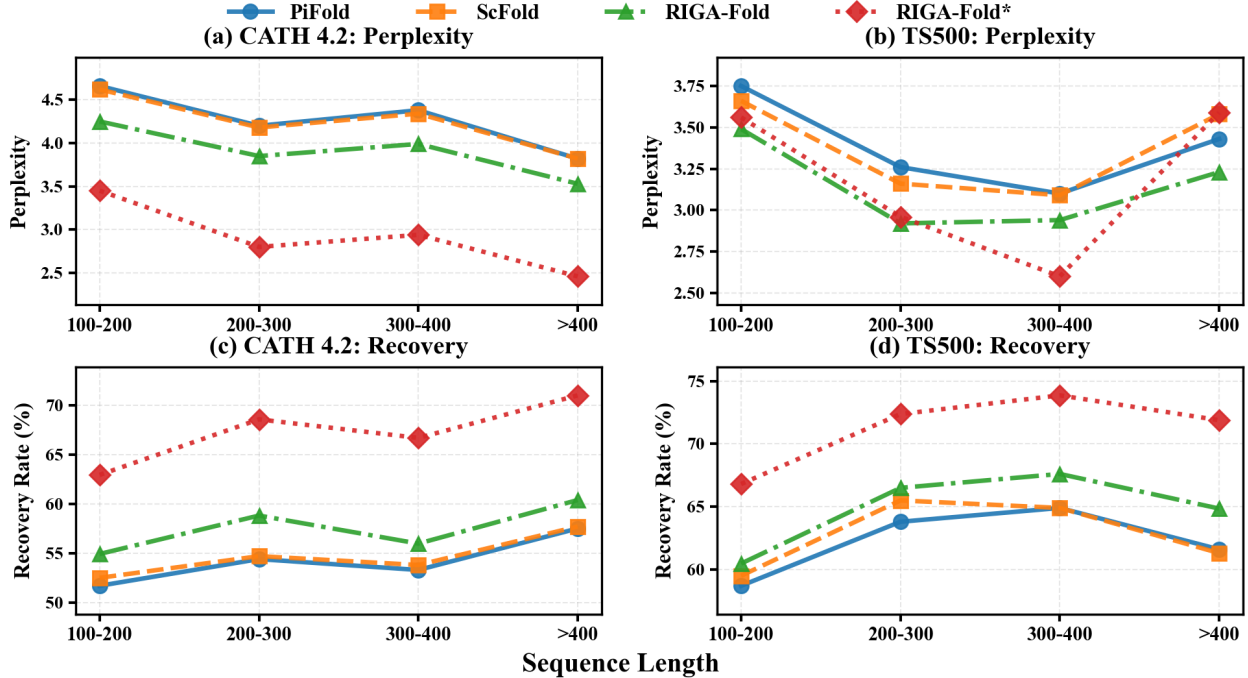 PiFold ScFold RIGA-Fold RIGA-Fold*
(a) CATH 4.2: Perplexity
Perplexity
4.5
4.0
3.5
3.0
2.5
100-200 200-300 300-400 >400
(b) TS500: Perplexity
Perplexity
3.75
3.50
3.25
3.00
2.75
2.50
100-200 200-300 300-400 >400
(c) CATH 4.2: Recovery
Recovery Rate (%)
70
65
60
55
50
100-200 200-300 300-400 >400
(d) TS500: Recovery
Recovery Rate (%)
75
70
65
60
100-200 200-300 300-400 >400
Sequence Length